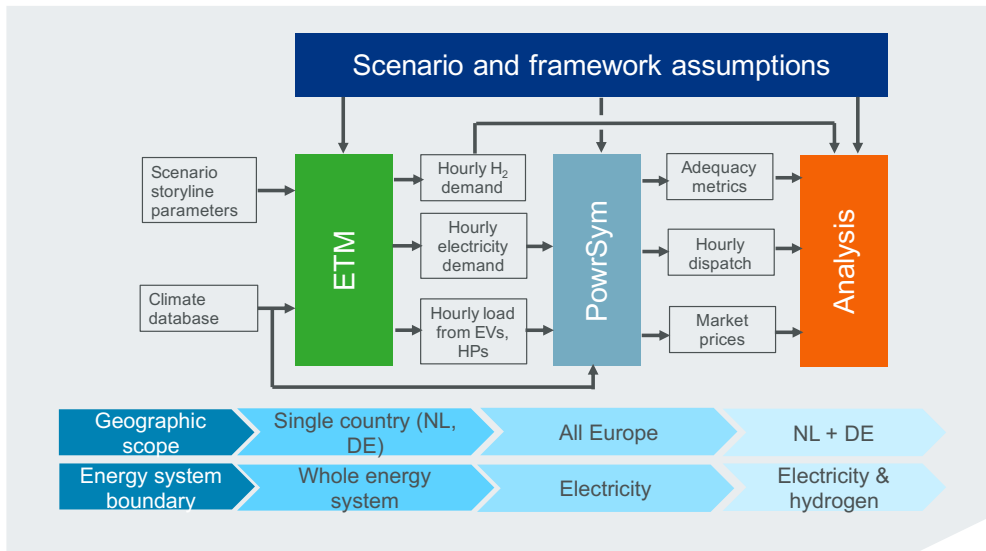 Scenario and framework assumptions
Scenario
storyline
parameters
Climate
database
ETM
Hourly H₂
demand
Hourly
electricity
demand
Hourly load
from EVs,
HPs
PowrSym
Adequacy
metrics
Hourly
dispatch
Market
prices
Analysis
Geographic
scope
Single country (NL,
DE)
All Europe
NL + DE
Energy system
boundary
Whole energy
system
Electricity
Electricity &
hydrogen